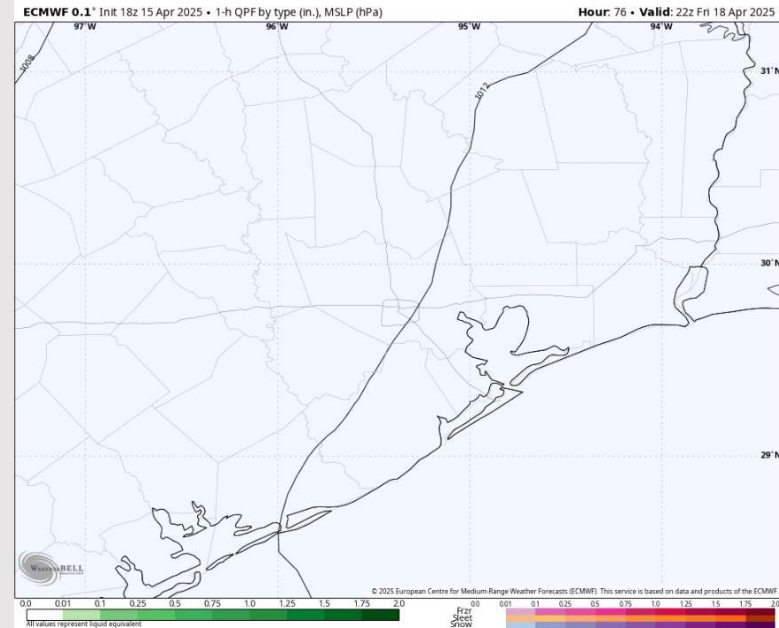 ECMWF 0.1° Init 18z 15 Apr 2025 • 1-h QPF by type (in.), MSLP (hPa)
Hour: 76 • Valid: 22z Fri 18 Apr 2025
97°W 96°W 95°W 94°W
1008
1012
31°N
30°N
29°N
WeatherBELL
© 2025 European Centre for Medium-Range Weather Forecasts (ECMWF). This service is based on data and products of the ECMWF.
0.0 0.01 0.1 0.25 0.5 0.75 1.0 1.25 1.5 1.75 2.0
All values represent liquid equivalent
0.0 0.01 0.1 0.25 0.5 0.75 1.0 1.25 1.5 1.75 2.0
Frzr
Sleet
Snow